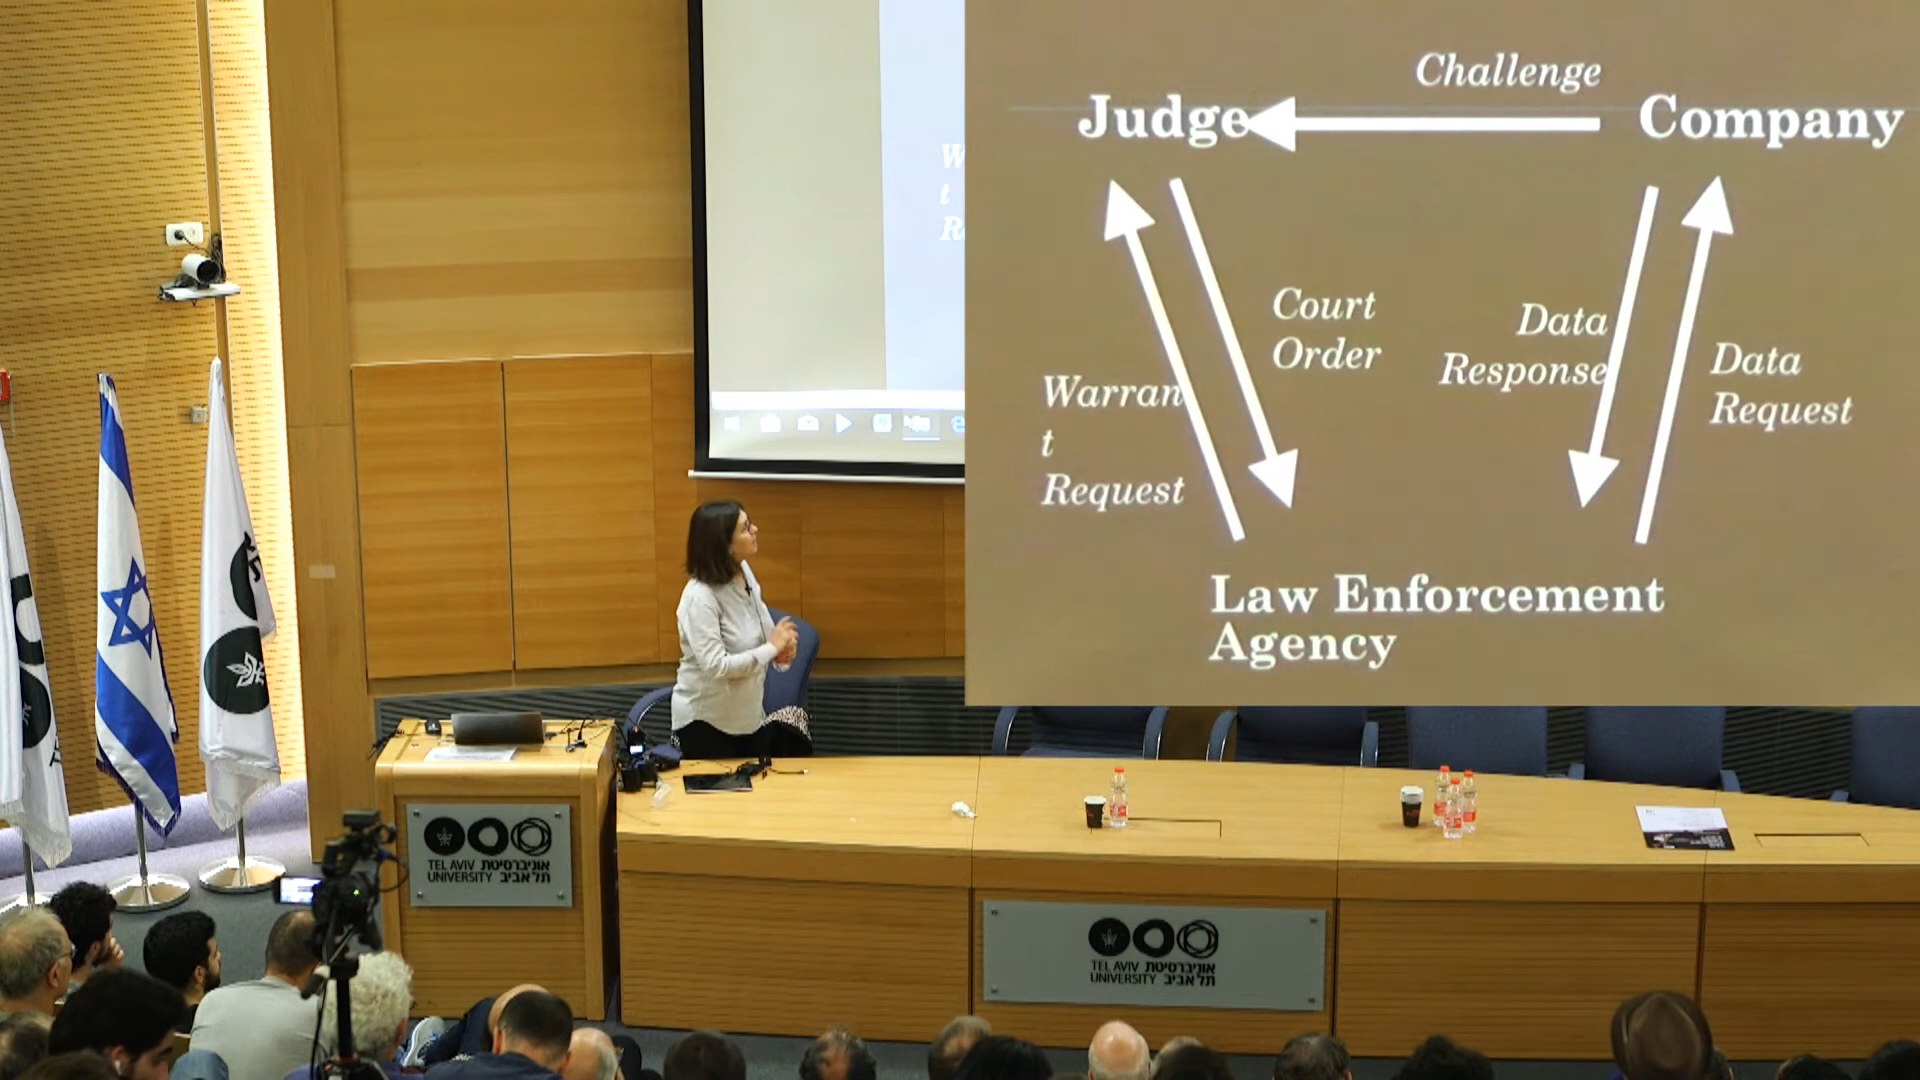 Challenge
Judge
Company
Court
Order
Data
Response
Data
Request
Warran
t
Request
Law Enforcement
Agency
W
t
R
TEL AVIV אוניברסיטת
UNIVERSITY תל אביב
TEL AVIV אוניברסיטת
UNIVERSITY תל אביב